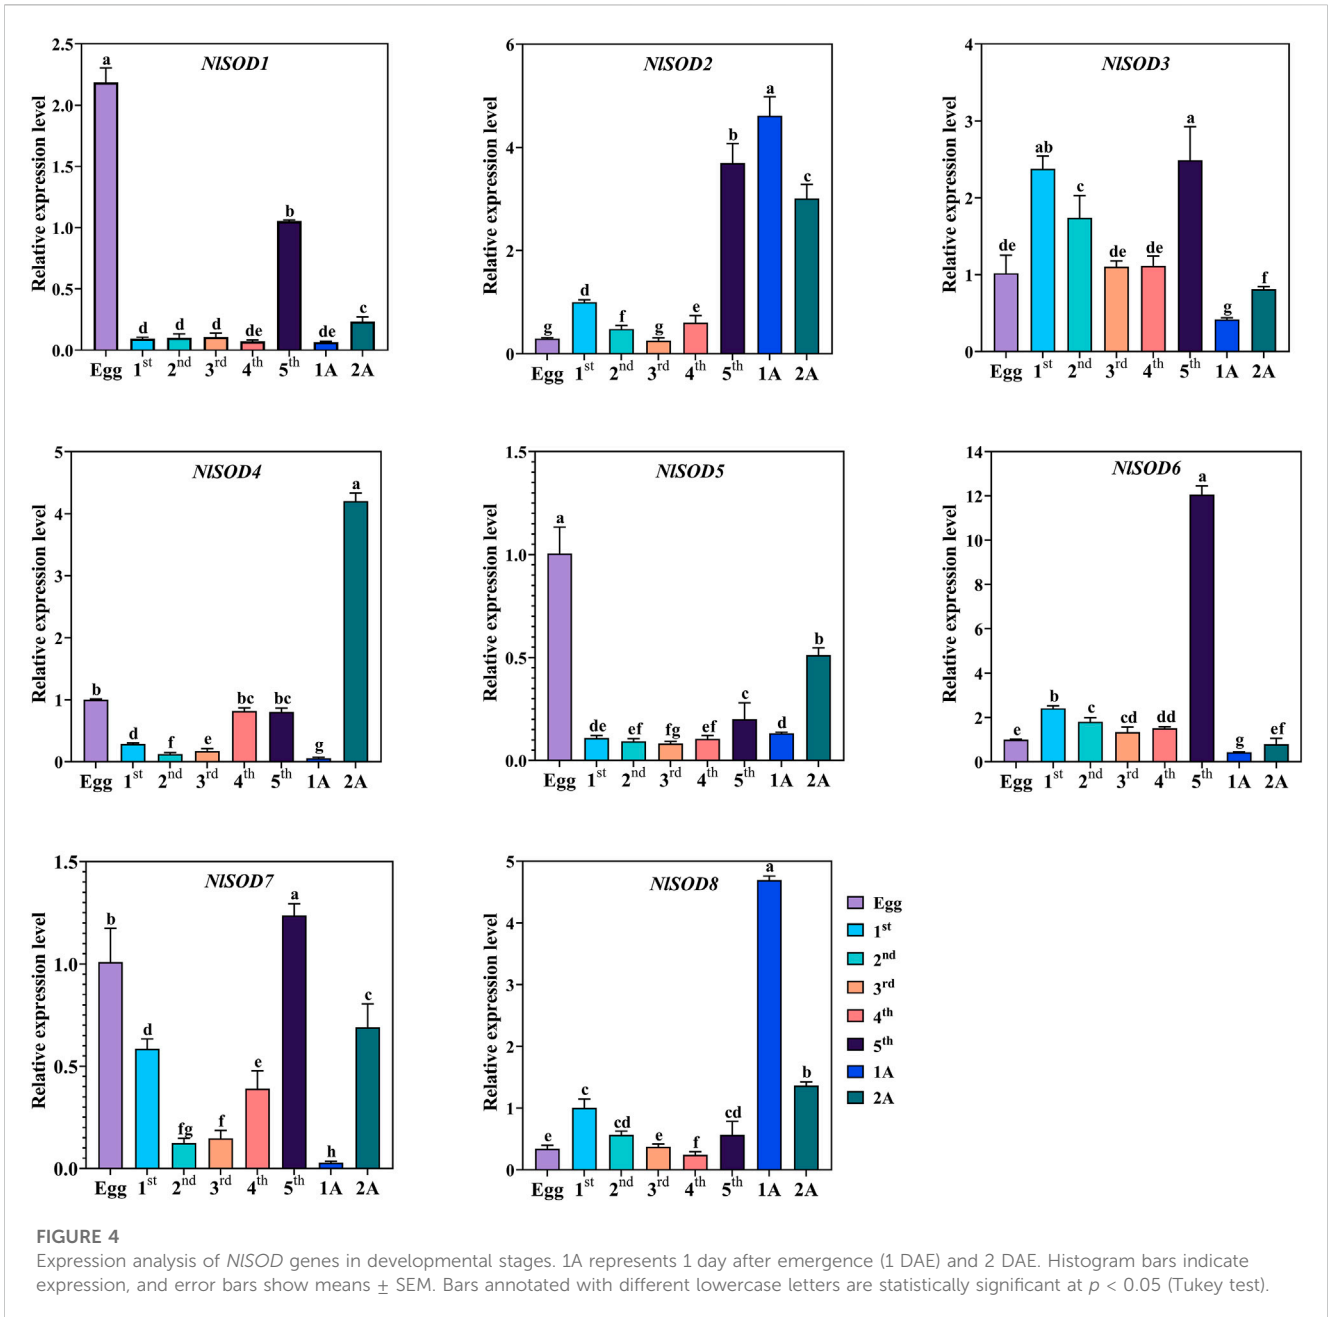 NlSOD1
Relative expression level
2.5
2.0
1.5
1.0
0.5
0.0
a
d
d
d
de
b
de
c
Egg 1st 2nd 3rd 4th 5th 1A 2A
NlSOD2
Relative expression level
6
4
2
0
g
d
f
g
e
b
a
c
Egg 1st 2nd 3rd 4th 5th 1A 2A
NlSOD3
Relative expression level
4
3
2
1
0
de
ab
c
de
de
a
g
f
Egg 1st 2nd 3rd 4th 5th 1A 2A
NlSOD4
Relative expression level
5
4
3
2
1
0
b
d
f
e
bc
bc
g
a
Egg 1st 2nd 3rd 4th 5th 1A 2A
NlSOD5
Relative expression level
1.5
1.0
0.5
0.0
a
de
ef
fg
ef
c
d
b
Egg 1st 2nd 3rd 4th 5th 1A 2A
NlSOD6
Relative expression level
14
12
10
8
6
4
2
0
e
b
c
cd
dd
a
g
ef
Egg 1st 2nd 3rd 4th 5th 1A 2A
NlSOD7
Relative expression level
1.5
1.0
0.5
0.0
b
d
fg
f
e
a
h
c
Egg 1st 2nd 3rd 4th 5th 1A 2A
NlSOD8
Relative expression level
5
4
3
2
1
0
e
c
cd
e
f
cd
a
b
Egg 1st 2nd 3rd 4th 5th 1A 2A
Egg
1st
2nd
3rd
4th
5th
1A
2A
FIGURE 4
Expression analysis of NlSOD genes in developmental stages. 1A represents 1 day after emergence (1 DAE) and 2 DAE. Histogram bars indicate
expression, and error bars show means ± SEM. Bars annotated with different lowercase letters are statistically significant at p < 0.05 (Tukey test).